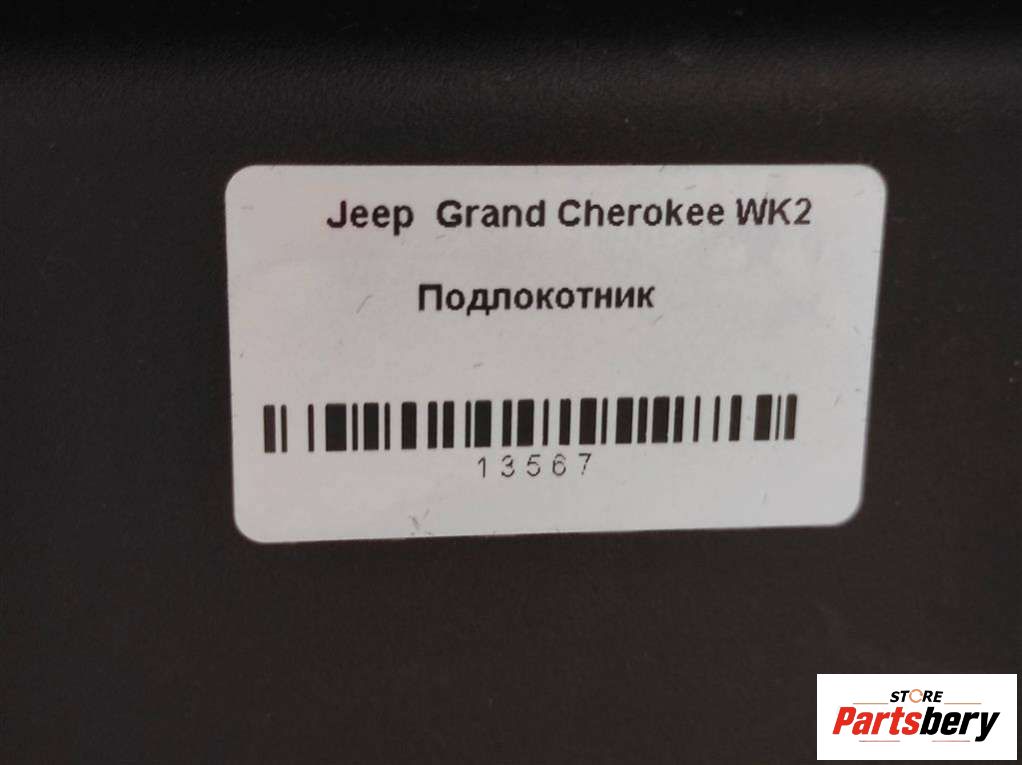 Jeep  Grand Cherokee WK2
Подлокотник
13567
STORE
Partsbery